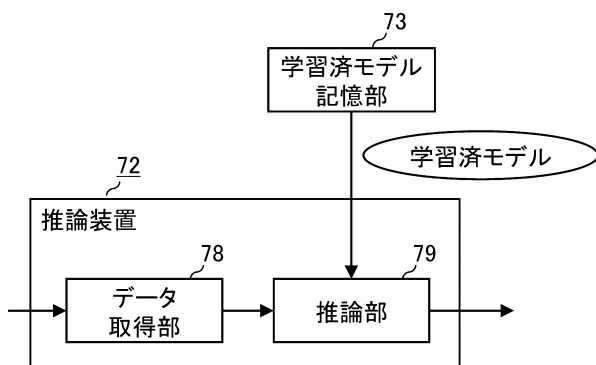 73
学習済モデル
記憶部
学習済モデル
72
推論装置
78
データ
取得部
79
推論部